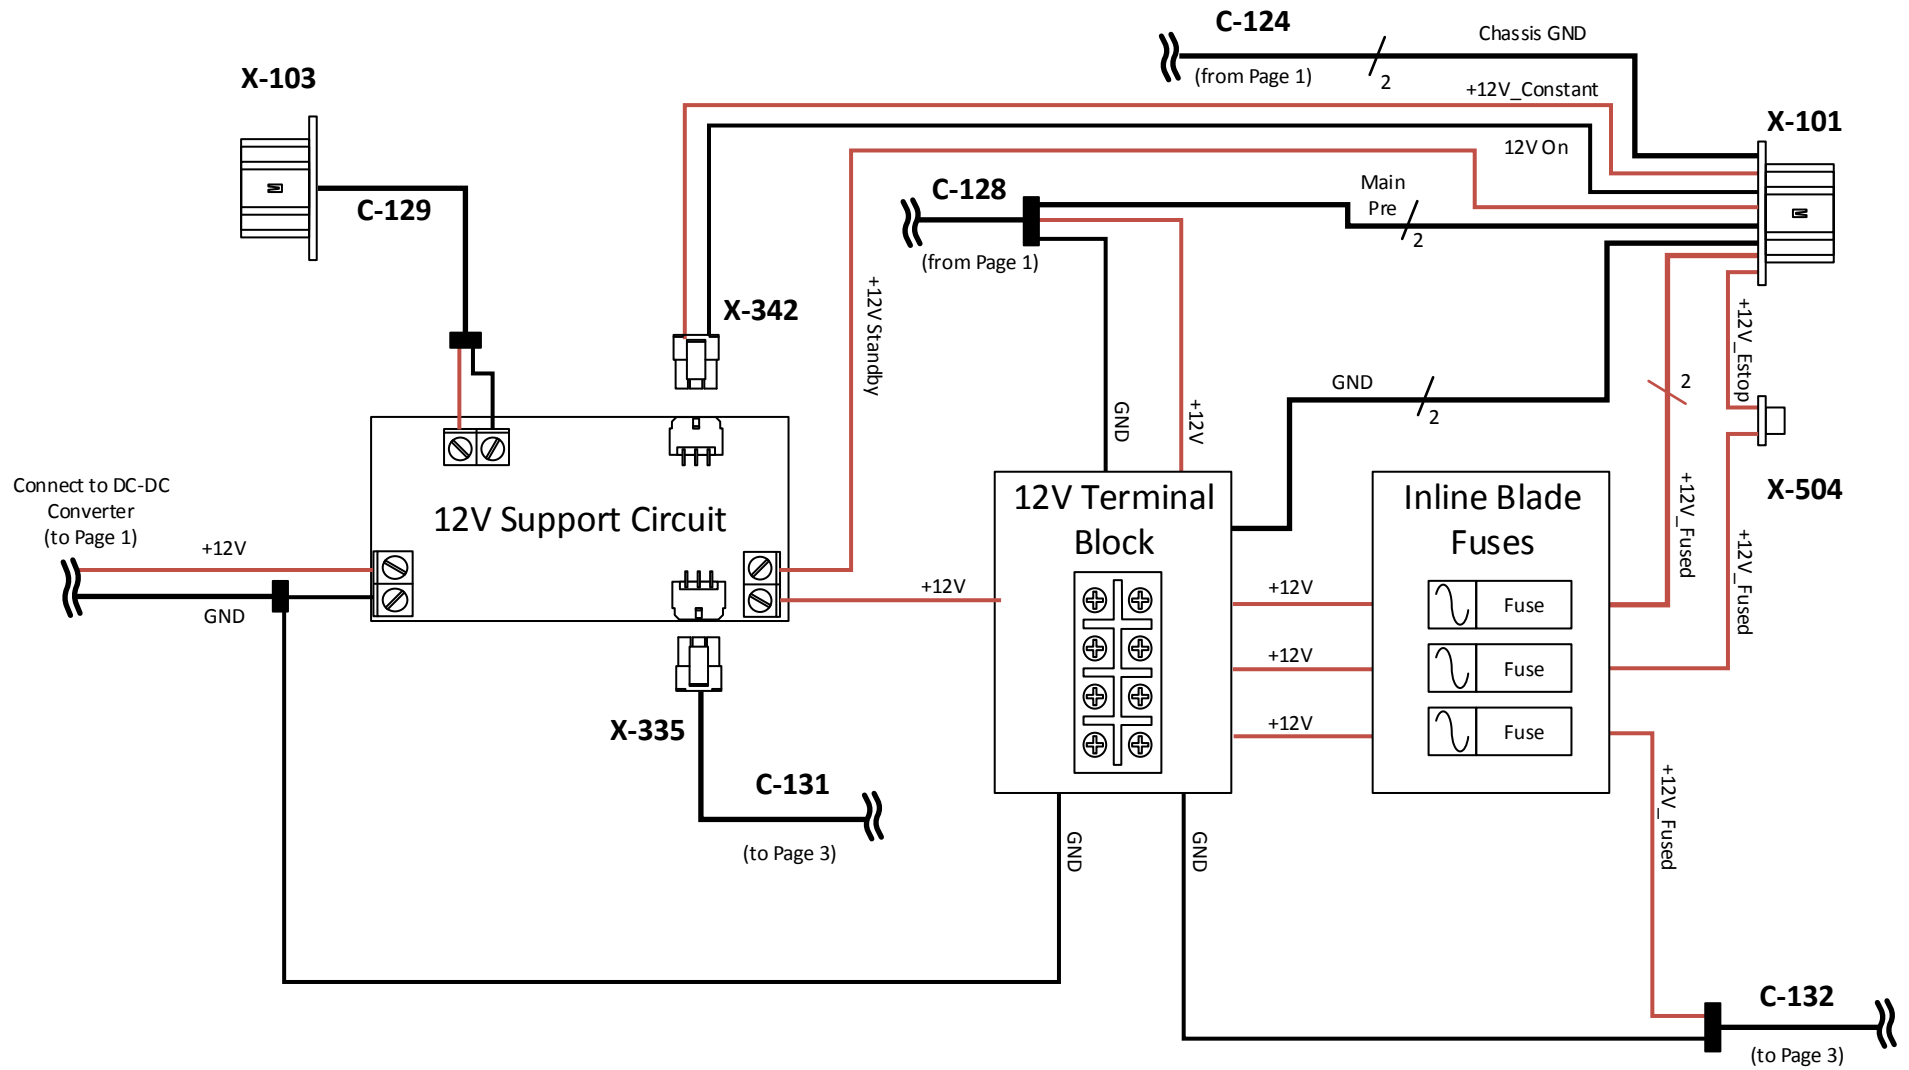 C-124
(from Page 1)
2
Chassis GND
+12V_Constant
X-103
X-101
12V On
C-129
C-128
(from Page 1)
Main
Pre
2
X-342
+12V Standby
+12V_Estop
GND
+12V
GND
2
2
X-504
Connect to DC-DC
Converter
(to Page 1)
+12V
GND
12V Support Circuit
+12V
12V Terminal
Block
Inline Blade
Fuses
+12V_Fused
+12V_Fused
+12V
Fuse
+12V
Fuse
+12V
Fuse
X-335
C-131
(to Page 3)
GND
GND
+12V_Fused
C-132
(to Page 3)